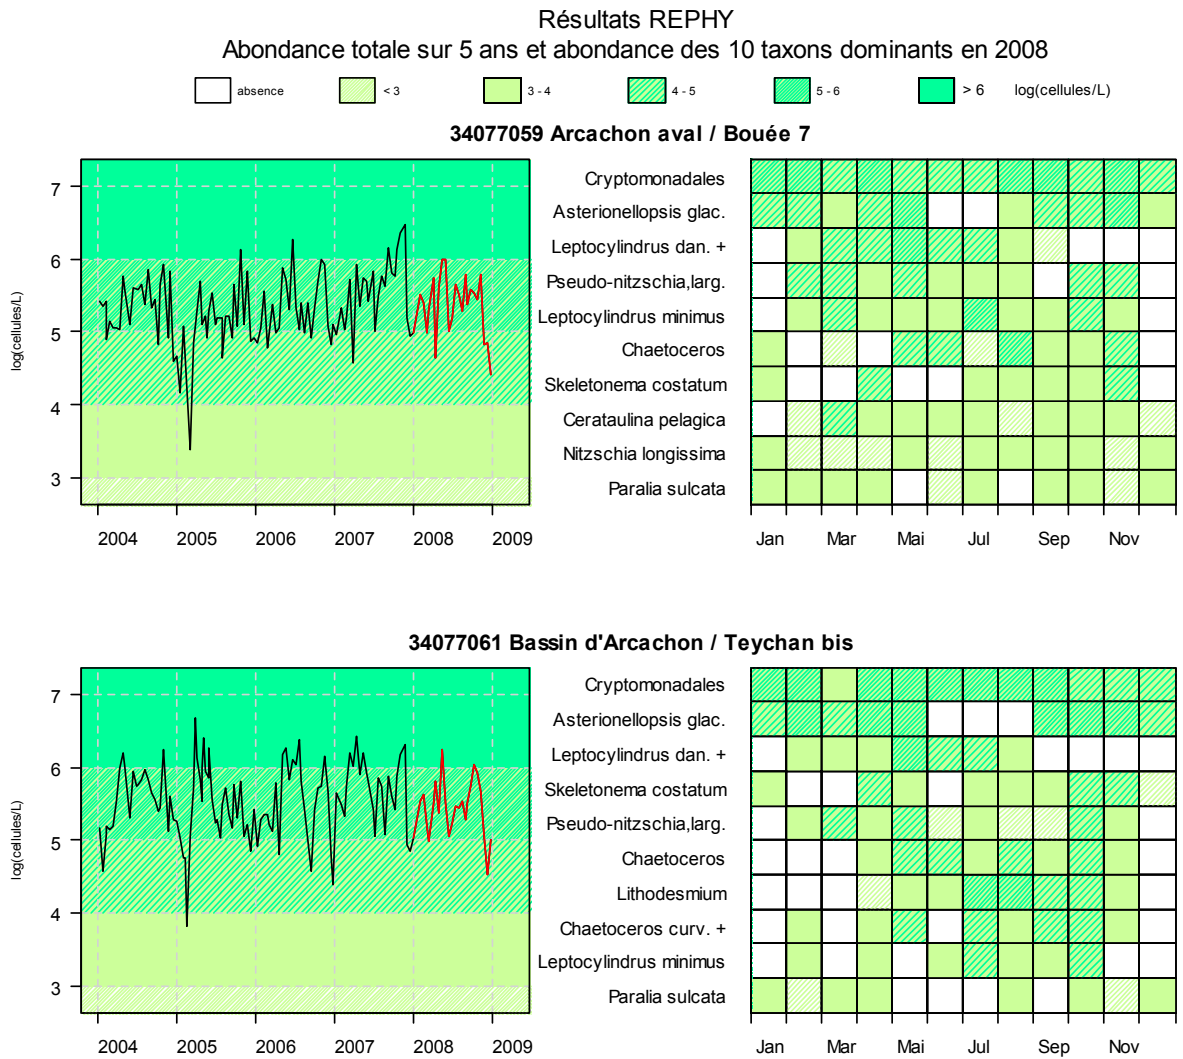 Résultats REPHY
Abondance totale sur 5 ans et abondance des 10 taxons dominants en 2008
absence < 3 3 - 4 4 - 5 5 - 6 > 6 log(cellules/L)
34077059 Arcachon aval / Bouée 7
log(cellules/L)
7
6
5
4
3
2004 2005 2006 2007 2008 2009
Cryptomonadales
Asterionellopsis glac.
Leptocylindrus dan. +
Pseudo-nitzschia,larg.
Leptocylindrus minimus
Chaetoceros
Skeletonema costatum
Cerataulina pelagica
Nitzschia longissima
Paralia sulcata
Jan Mar Mai Jul Sep Nov
34077061 Bassin d'Arcachon / Teychan bis
log(cellules/L)
7
6
5
4
3
2004 2005 2006 2007 2008 2009
Cryptomonadales
Asterionellopsis glac.
Leptocylindrus dan. +
Skeletonema costatum
Pseudo-nitzschia,larg.
Chaetoceros
Lithodesmium
Chaetoceros curv. +
Leptocylindrus minimus
Paralia sulcata
Jan Mar Mai Jul Sep Nov